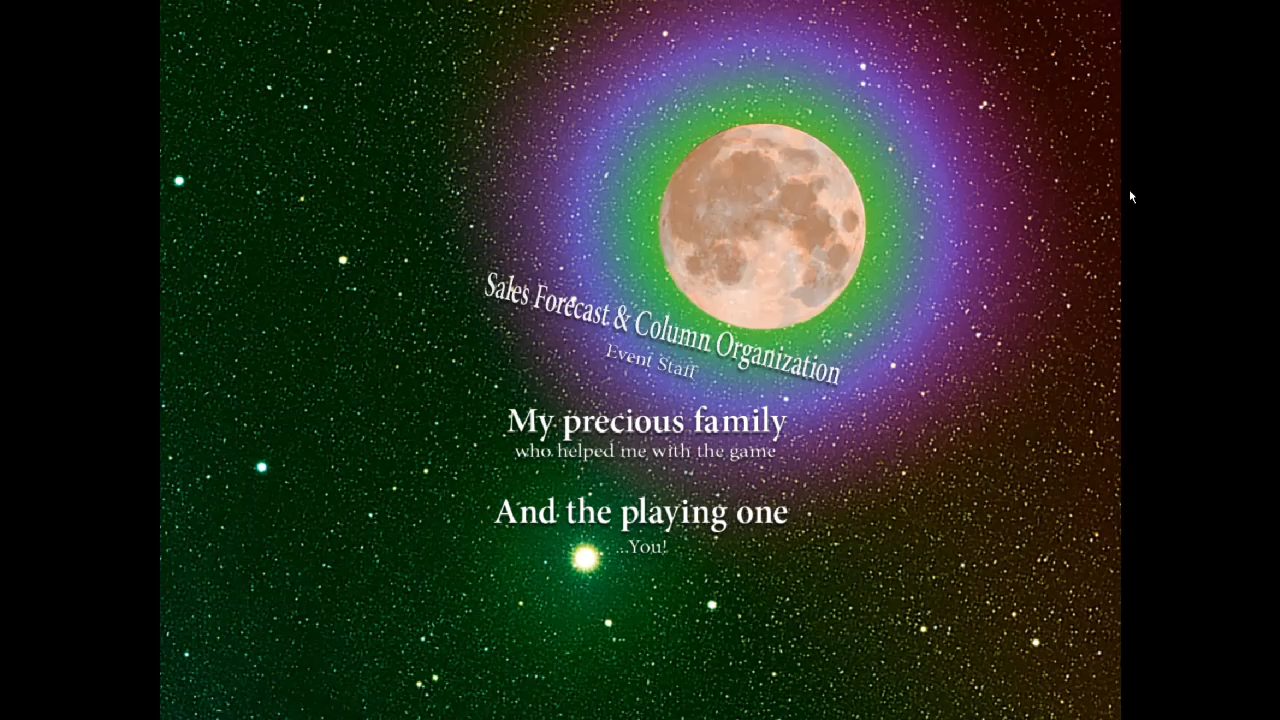 Sales Forecast & Column Organization
Event Staff
My precious family
who helped me with the game
And the playing one
...You!